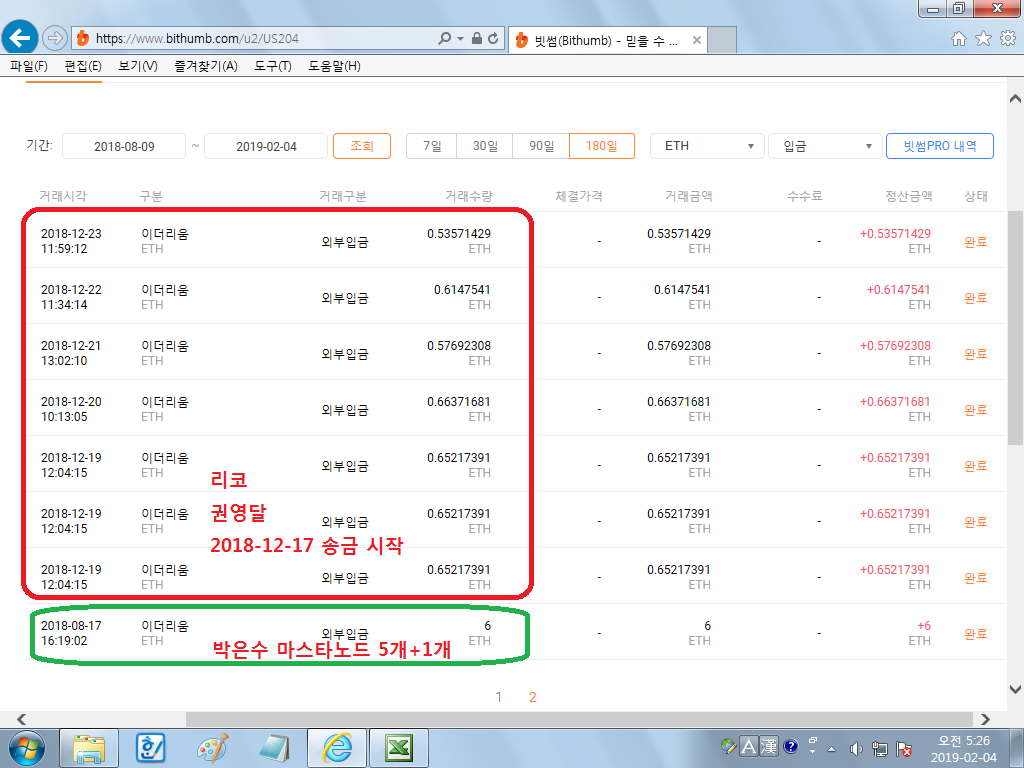 https://www.bithumb.com/u2/US204
빗썸(Bithumb) - 믿을 수 ...
파일(F) 편집(E) 보기(V) 즐겨찾기(A) 도구(T) 도움말(H)
기간: 2018-08-09 ~ 2019-02-04 조회 7일 30일 90일 180일 ETH 입금 빗썸PRO 내역
거래시각 구분 거래구분 거래수량 체결가격 거래금액 수수료 정산금액 상태
2018-12-23 이더리움 0.53571429 0.53571429 +0.53571429
11:59:12 ETH 외부입금 ETH - ETH - ETH 완료
2018-12-22 이더리움 0.6147541 0.6147541 +0.6147541
11:34:14 ETH 외부입금 ETH - ETH - ETH 완료
2018-12-21 이더리움 0.57692308 0.57692308 +0.57692308
13:02:10 ETH 외부입금 ETH - ETH - ETH 완료
2018-12-20 이더리움 0.66371681 0.66371681 +0.66371681
10:13:05 ETH 외부입금 ETH - ETH - ETH 완료
2018-12-19 이더리움 0.65217391 0.65217391 +0.65217391
12:04:15 ETH 외부입금 ETH - ETH - ETH 완료
리코
2018-12-19 이더리움 0.65217391 0.65217391 +0.65217391
12:04:15 ETH 외부입금 ETH - ETH - ETH 완료
권영달
2018-12-17 송금 시작
2018-12-19 이더리움 0.65217391 0.65217391 +0.65217391
12:04:15 ETH 외부입금 ETH - ETH - ETH 완료
2018-08-17 이더리움 6 6 +6
16:19:02 ETH 외부입금 ETH - ETH - ETH 완료
박은수 마스타노드 5개+1개
1 2
A 漢
오전 5:26
2019-02-04